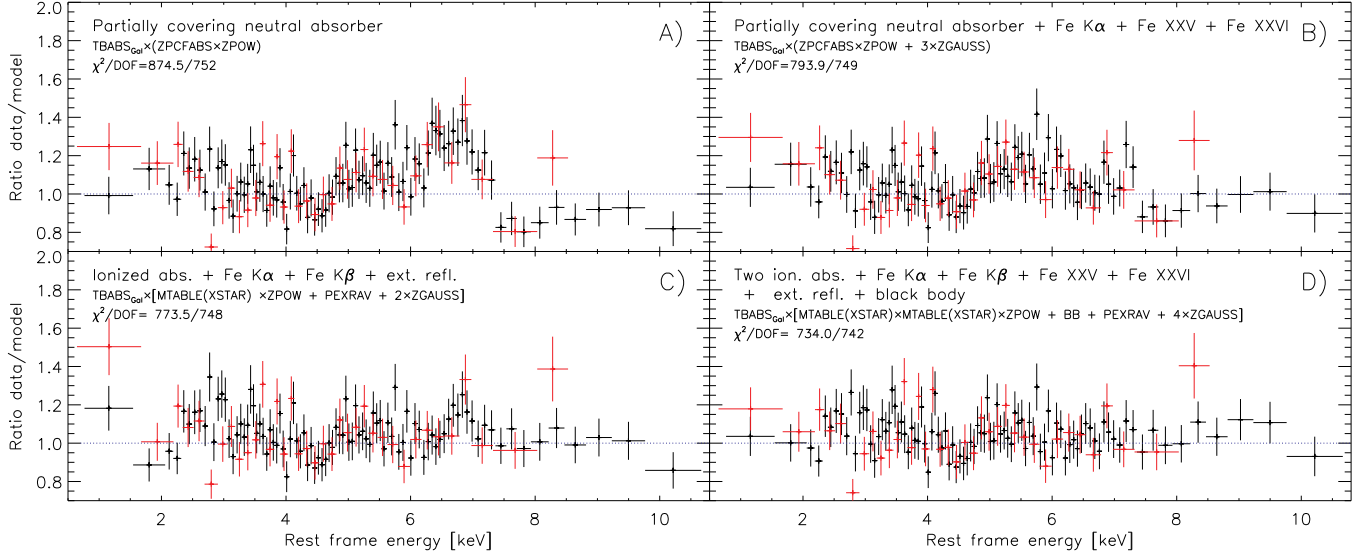 Partially covering neutral absorber
A)
TBABS_Gal×(ZPCFABS×ZPOW)
χ²/DOF=874.5/752
Partially covering neutral absorber + Fe Kα + Fe XXV + Fe XXVI
B)
TBABS_Gal×(ZPCFABS×ZPOW + 3×ZGAUSS)
χ²/DOF=793.9/749
2.0
1.8
1.6
1.4
1.2
1.0
0.8
Ratio data/model
Ionized abs. + Fe Kα + Fe Kβ + ext. refl.
C)
TBABS_Gal×[MTABLE(XSTAR) ×ZPOW + PEXRAV + 2×ZGAUSS]
χ²/DOF= 773.5/748
Two ion. abs. + Fe Kα + Fe Kβ + Fe XXV + Fe XXVI
D)
+ ext. refl. + black body
TBABS_Gal×[MTABLE(XSTAR)×MTABLE(XSTAR)×ZPOW + BB + PEXRAV + 4×ZGAUSS]
χ²/DOF= 734.0/742
2.0
1.8
1.6
1.4
1.2
1.0
0.8
Ratio data/model
2 4 6 8 10
2 4 6 8 10
Rest frame energy [keV]
Rest frame energy [keV]